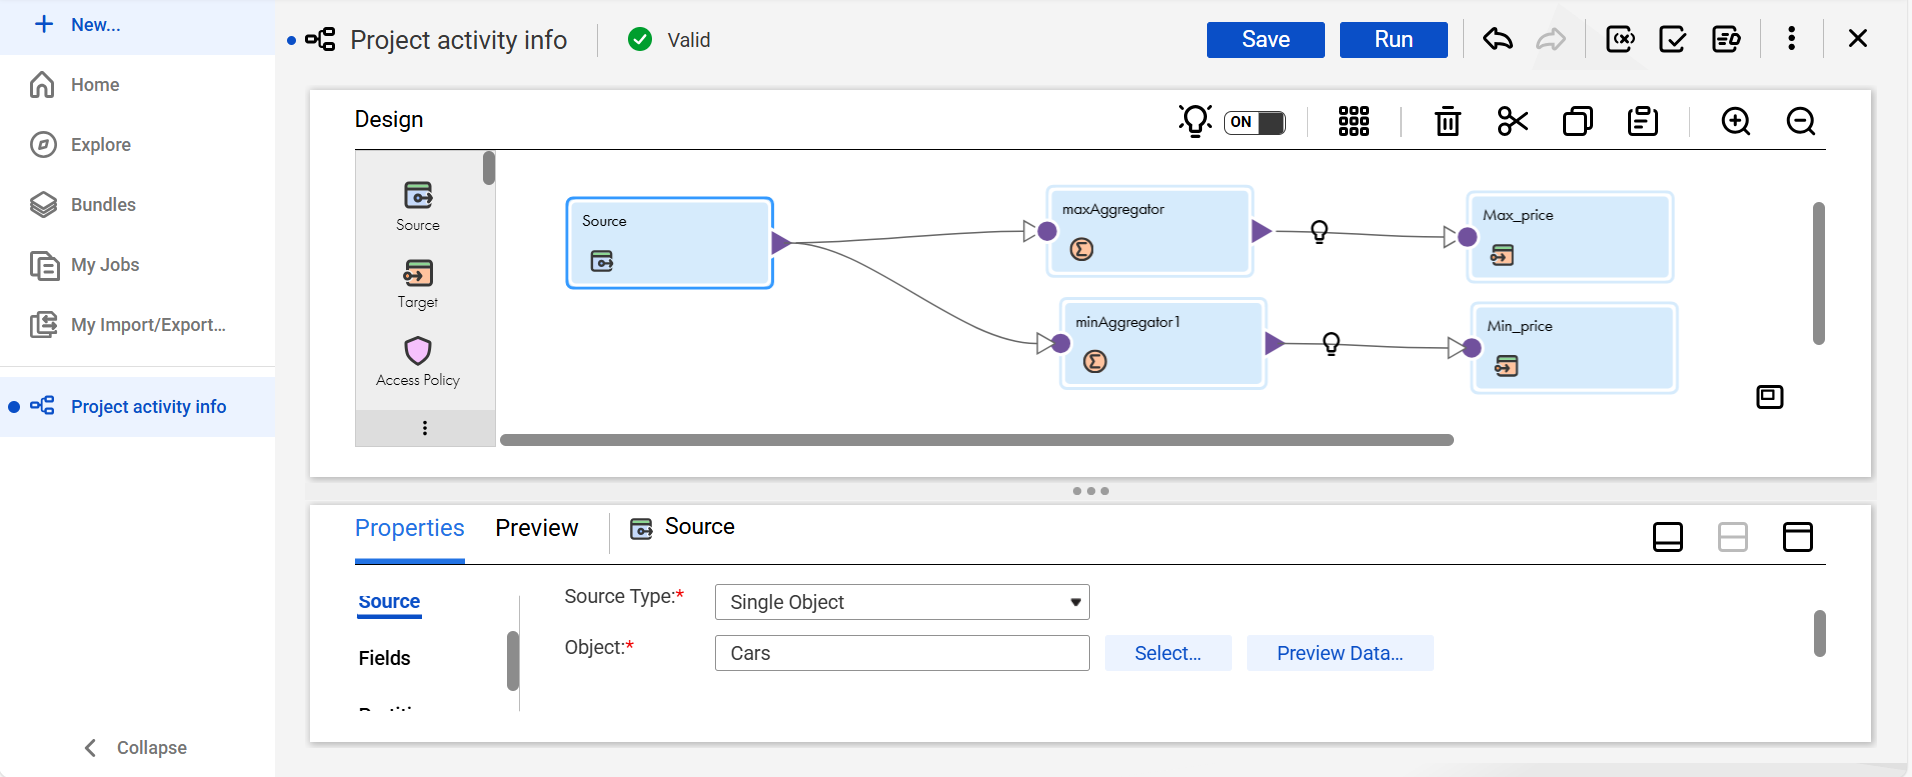 New...
Home
Explore
Bundles
My Jobs
My Import/Export...
Project activity info
Collapse
Project activity info
Valid
Save
Run
Design
ON
Source
Target
Access Policy
Source
maxAggregator
Max_price
minAggregator1
Min_price
Properties
Preview
Source
Source
Fields
Source Type:*
Single Object
Object:*
Cars
Select...
Preview Data...